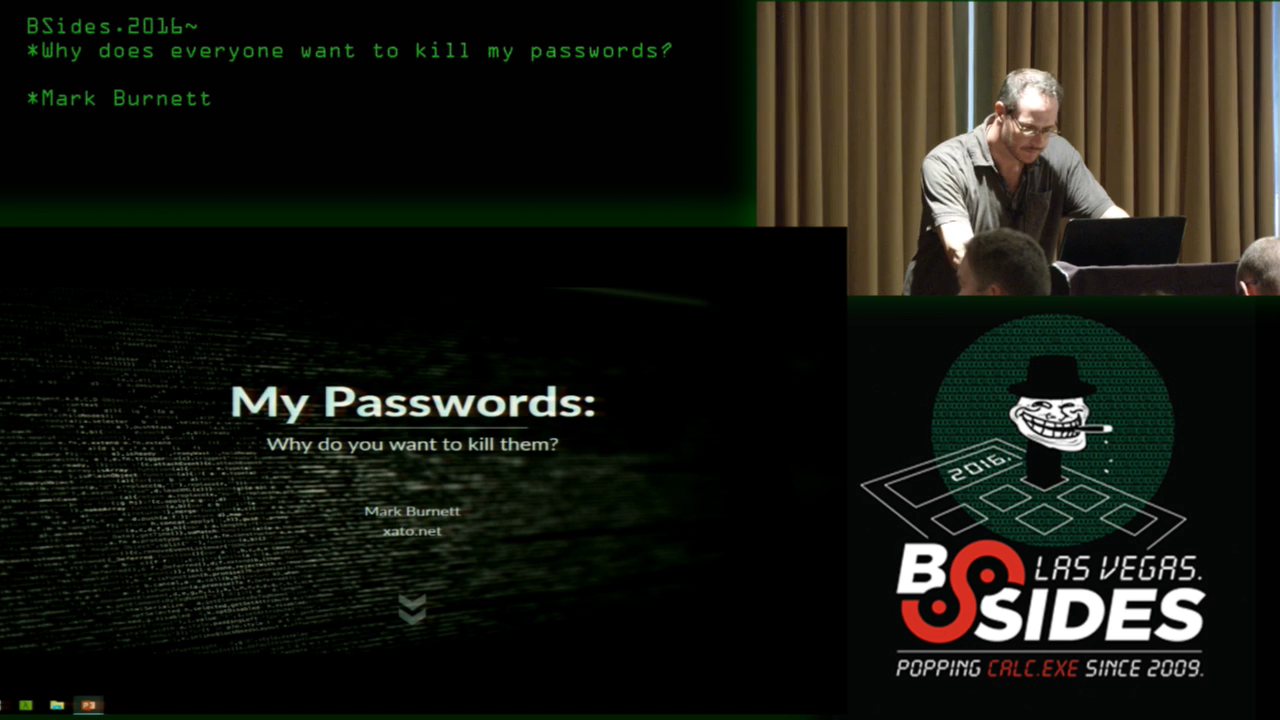 BSides.2016~
*Why does everyone want to kill my passwords?
*Mark Burnett
My Passwords:
Why do you want to kill them?
Mark Burnett
xato.net
2016.
BSIDES
LAS VEGAS.
POPPING CALC.EXE SINCE 2009.